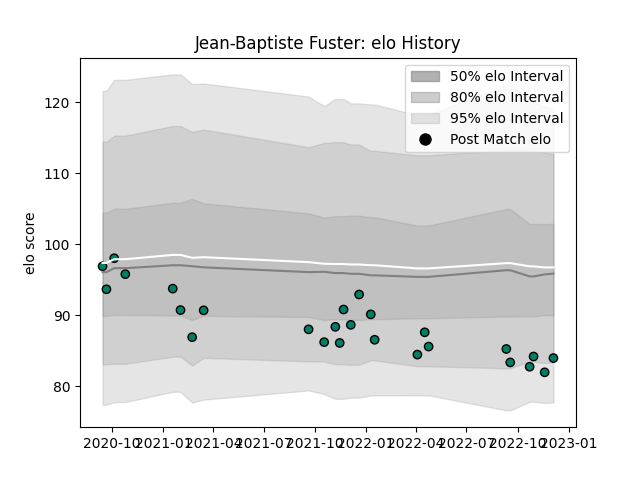 Jean-Baptiste Fuster: elo History
50% elo Interval
80% elo Interval
95% elo Interval
Post Match elo
elo score
120
110
100
90
80
2020-10 2021-01 2021-04 2021-07 2021-10 2022-01 2022-04 2022-07 2022-10 2023-01